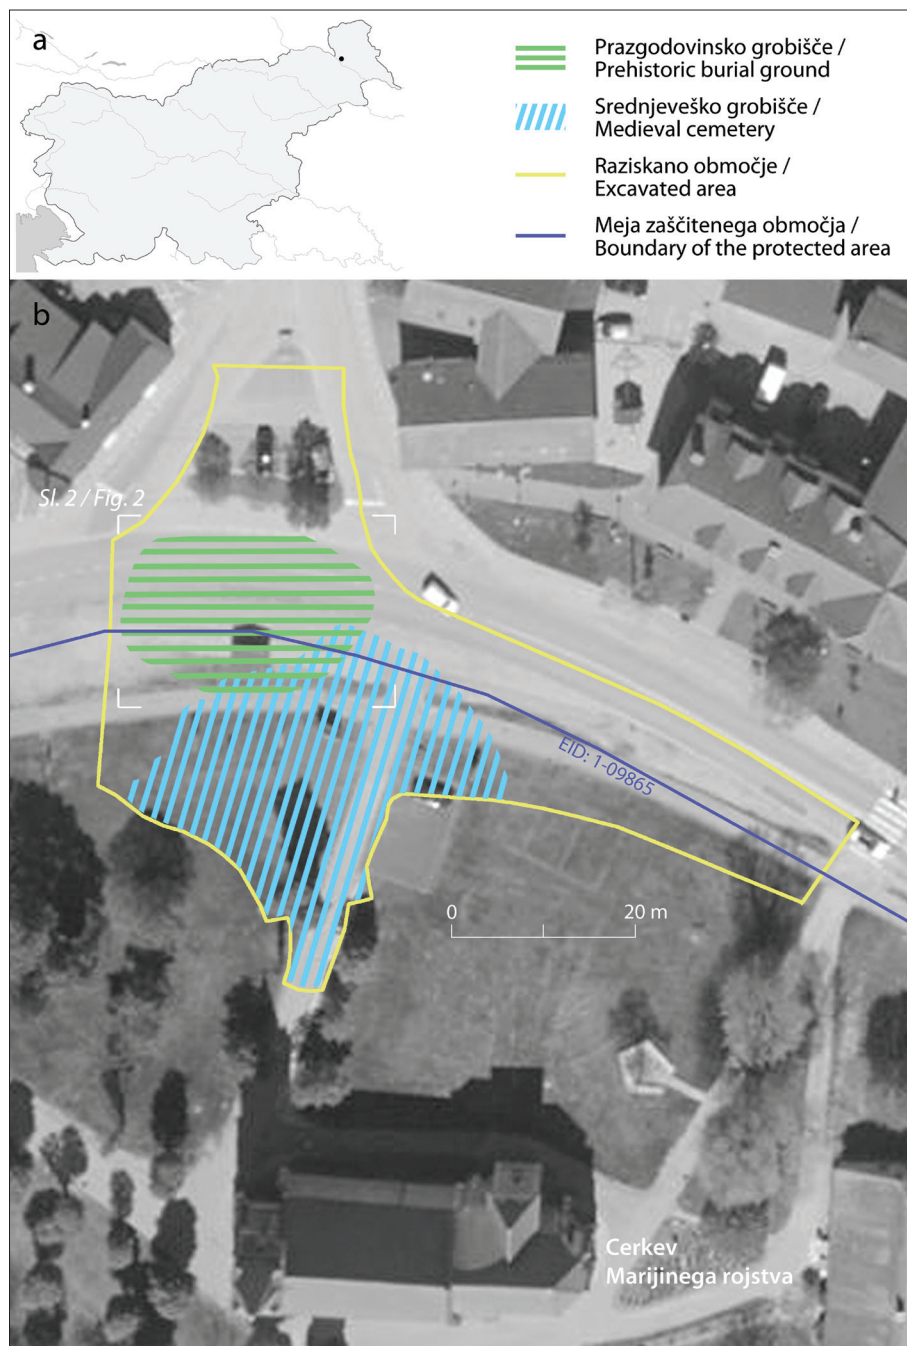 a
Prazgodovinsko grobišče /
Prehistoric burial ground
Srednjeveško grobišče /
Medieval cemetery
Raziskano območje /
Excavated area
Meja zaščitenega območja /
Boundary of the protected area
b
Sl. 2 / Fig. 2
EID: 1-09865
0 20 m
Cerkev
Marijinega rojstva